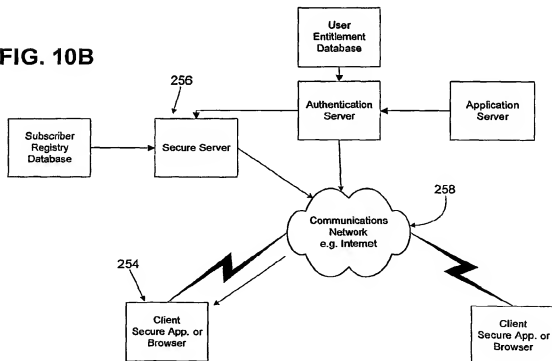 FIG. 10B
User
Entitlement
Database
256
Authentication
Server
Application
Server
Subscriber
Registry
Database
Secure Server
258
Communications
Network
e.g. Internet
254
Client
Secure App. or
Browser
Client
Secure App. or
Browser